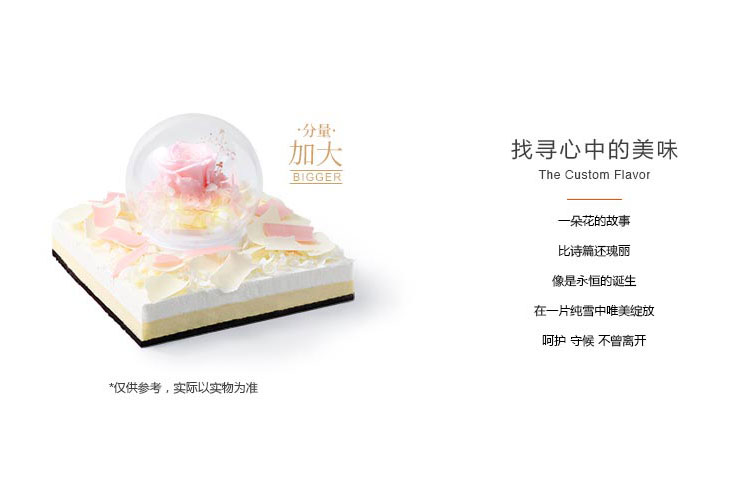 ·分量·
加大
BIGGER
*仅供参考，实际以实物为准
找寻心中的美味
The Custom Flavor
一朵花的故事
比诗篇还瑰丽
像是永恒的诞生
在一片纯雪中唯美绽放
呵护 守候 不曾离开